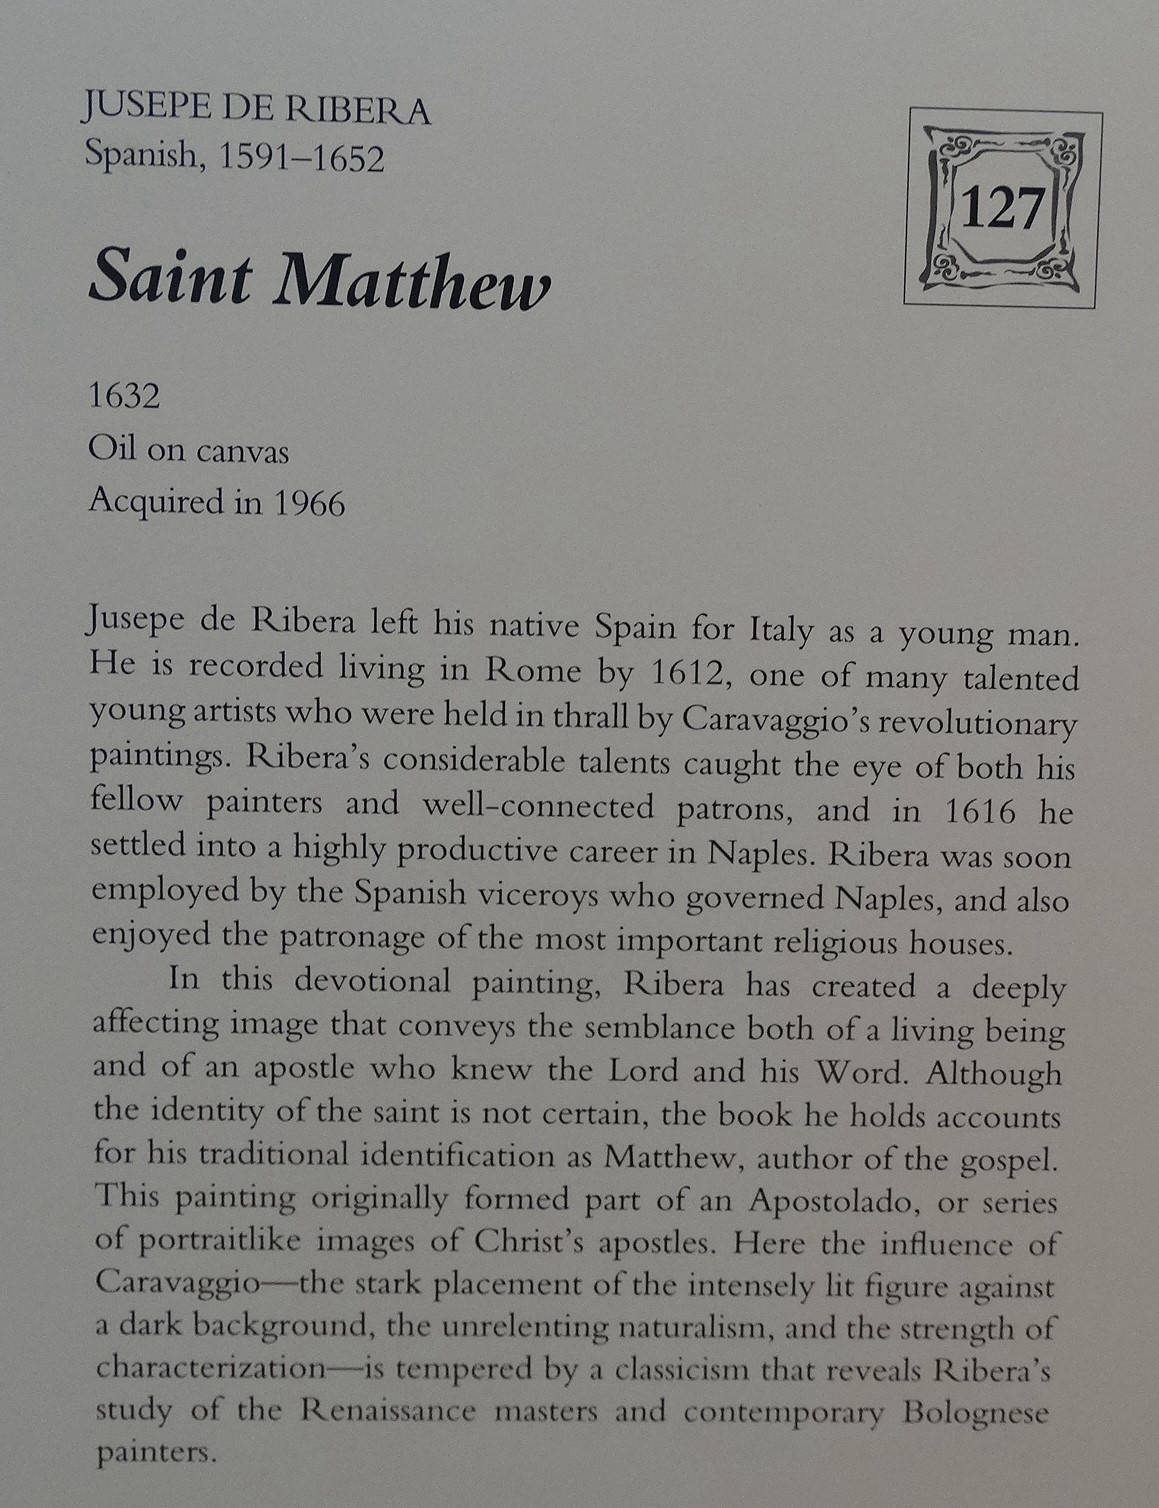 JUSEPE DE RIBERA
Spanish, 1591–1652
127
Saint Matthew
1632
Oil on canvas
Acquired in 1966
Jusepe de Ribera left his native Spain for Italy as a young man.
He is recorded living in Rome by 1612, one of many talented
young artists who were held in thrall by Caravaggio's revolutionary
paintings. Ribera's considerable talents caught the eye of both his
fellow painters and well-connected patrons, and in 1616 he
settled into a highly productive career in Naples. Ribera was soon
employed by the Spanish viceroys who governed Naples, and also
enjoyed the patronage of the most important religious houses.
In this devotional painting, Ribera has created a deeply
affecting image that conveys the semblance both of a living being
and of an apostle who knew the Lord and his Word. Although
the identity of the saint is not certain, the book he holds accounts
for his traditional identification as Matthew, author of the gospel.
This painting originally formed part of an Apostolado, or series
of portraitlike images of Christ's apostles. Here the influence of
Caravaggio—the stark placement of the intensely lit figure against
a dark background, the unrelenting naturalism, and the strength of
characterization—is tempered by a classicism that reveals Ribera's
study of the Renaissance masters and contemporary Bolognese
painters.